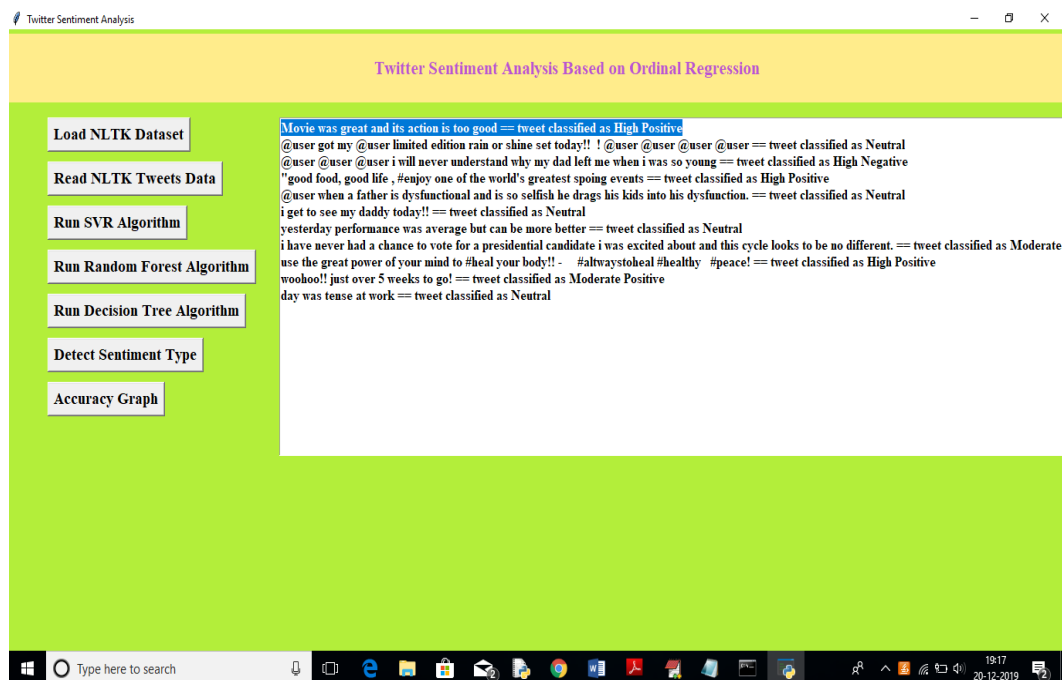 Twitter Sentiment Analysis
Twitter Sentiment Analysis Based on Ordinal Regression
Load NLTK Dataset
Read NLTK Tweets Data
Run SVR Algorithm
Run Random Forest Algorithm
Run Decision Tree Algorithm
Detect Sentiment Type
Accuracy Graph
Movie was great and its action is too good == tweet classified as High Positive
@user got my @user limited edition rain or shine set today!! ! @user @user @user @user == tweet classified as Neutral
@user @user @user i will never understand why my dad left me when i was so young == tweet classified as High Negative
"good food, good life , #enjoy one of the world's greatest spoing events == tweet classified as High Positive
@user when a father is dysfunctional and is so selfish he drags his kids into his dysfunction. == tweet classified as Neutral
i get to see my daddy today!! == tweet classified as Neutral
yesterday performance was average but can be more better == tweet classified as Neutral
i have never had a chance to vote for a presidential candidate i was excited about and this cycle looks to be no different. == tweet classified as Moderate
use the great power of your mind to #heal your body!! - #altwaystoheal #healthy #peace! == tweet classified as High Positive
woohoo!! just over 5 weeks to go! == tweet classified as Moderate Positive
day was tense at work == tweet classified as Neutral
Type here to search
19:17
20-12-2019